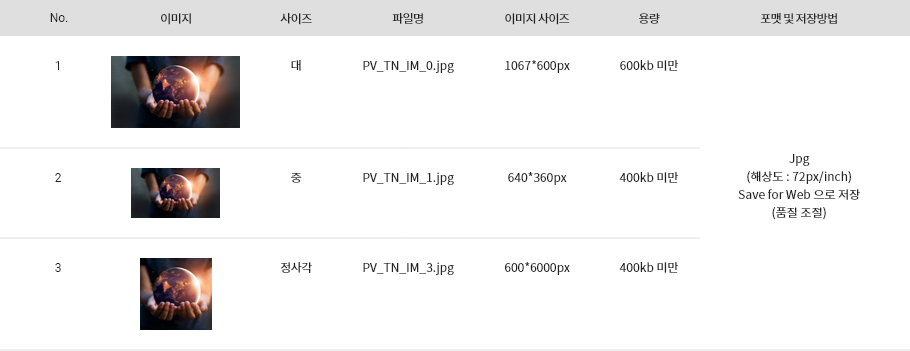 No. 이미지 사이즈 파일명 이미지 사이즈 용량 포맷 및 저장방법
1 대 PV_TN_IM_0.jpg 1067*600px 600kb 미만
2 중 PV_TN_IM_1.jpg 640*360px 400kb 미만
3 정사각 PV_TN_IM_3.jpg 600*6000px 400kb 미만
Jpg
(해상도 : 72px/inch)
Save for Web 으로 저장
(품질 조절)